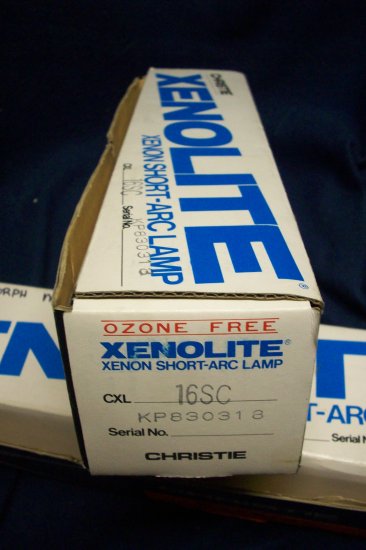 CHRISTIE
XENOLITE®
XENON SHORT-ARC LAMP
CXL 16SC Serial No. KP830318
OZONE FREE
XENOLITE®
XENON SHORT-ARC LAMP
CXL 16SC
KP830318
Serial No.
CHRISTIE
ORPH
T-ARC
Serial N